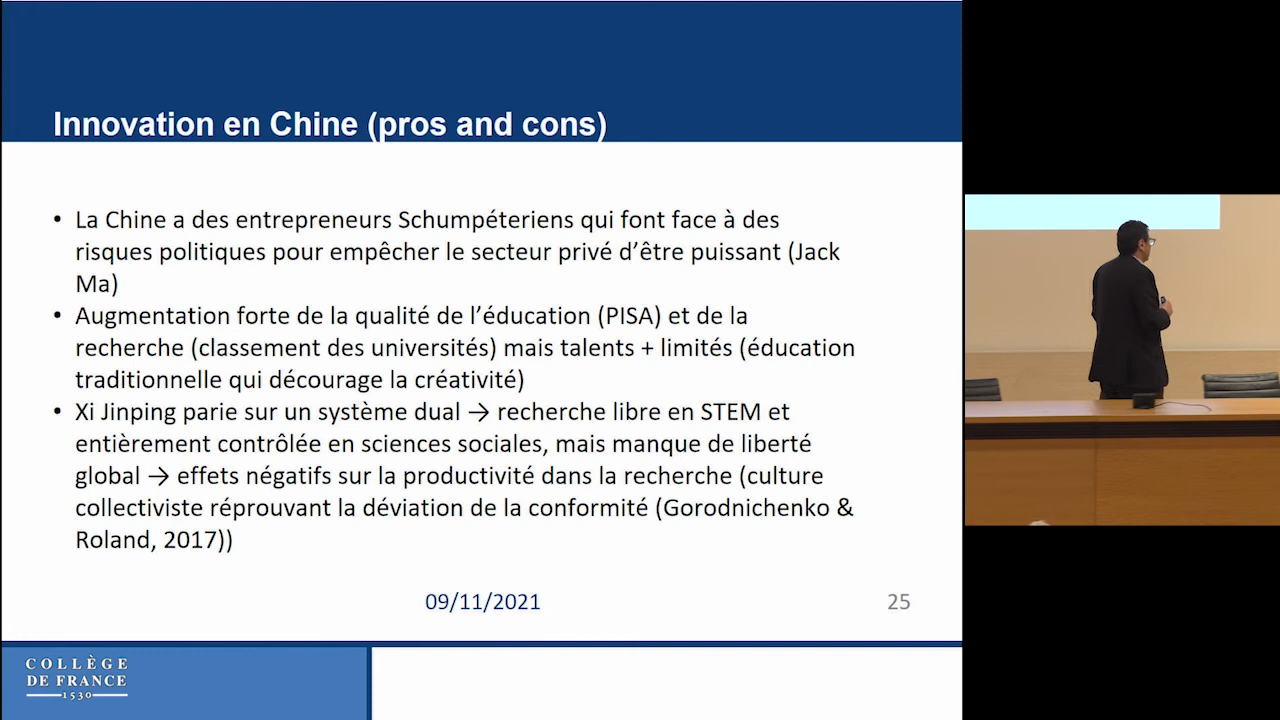 Innovation en Chine (pros and cons)
• La Chine a des entrepreneurs Schumpéteriens qui font face à des
risques politiques pour empêcher le secteur privé d’être puissant (Jack
Ma)
• Augmentation forte de la qualité de l’éducation (PISA) et de la
recherche (classement des universités) mais talents + limités (éducation
traditionnelle qui décourage la créativité)
• Xi Jinping parie sur un système dual → recherche libre en STEM et
entièrement contrôlée en sciences sociales, mais manque de liberté
global → effets négatifs sur la productivité dans la recherche (culture
collectiviste réprouvant la déviation de la conformité (Gorodnichenko &
Roland, 2017))
09/11/2021
25
COLLÈGE
DE FRANCE
1530